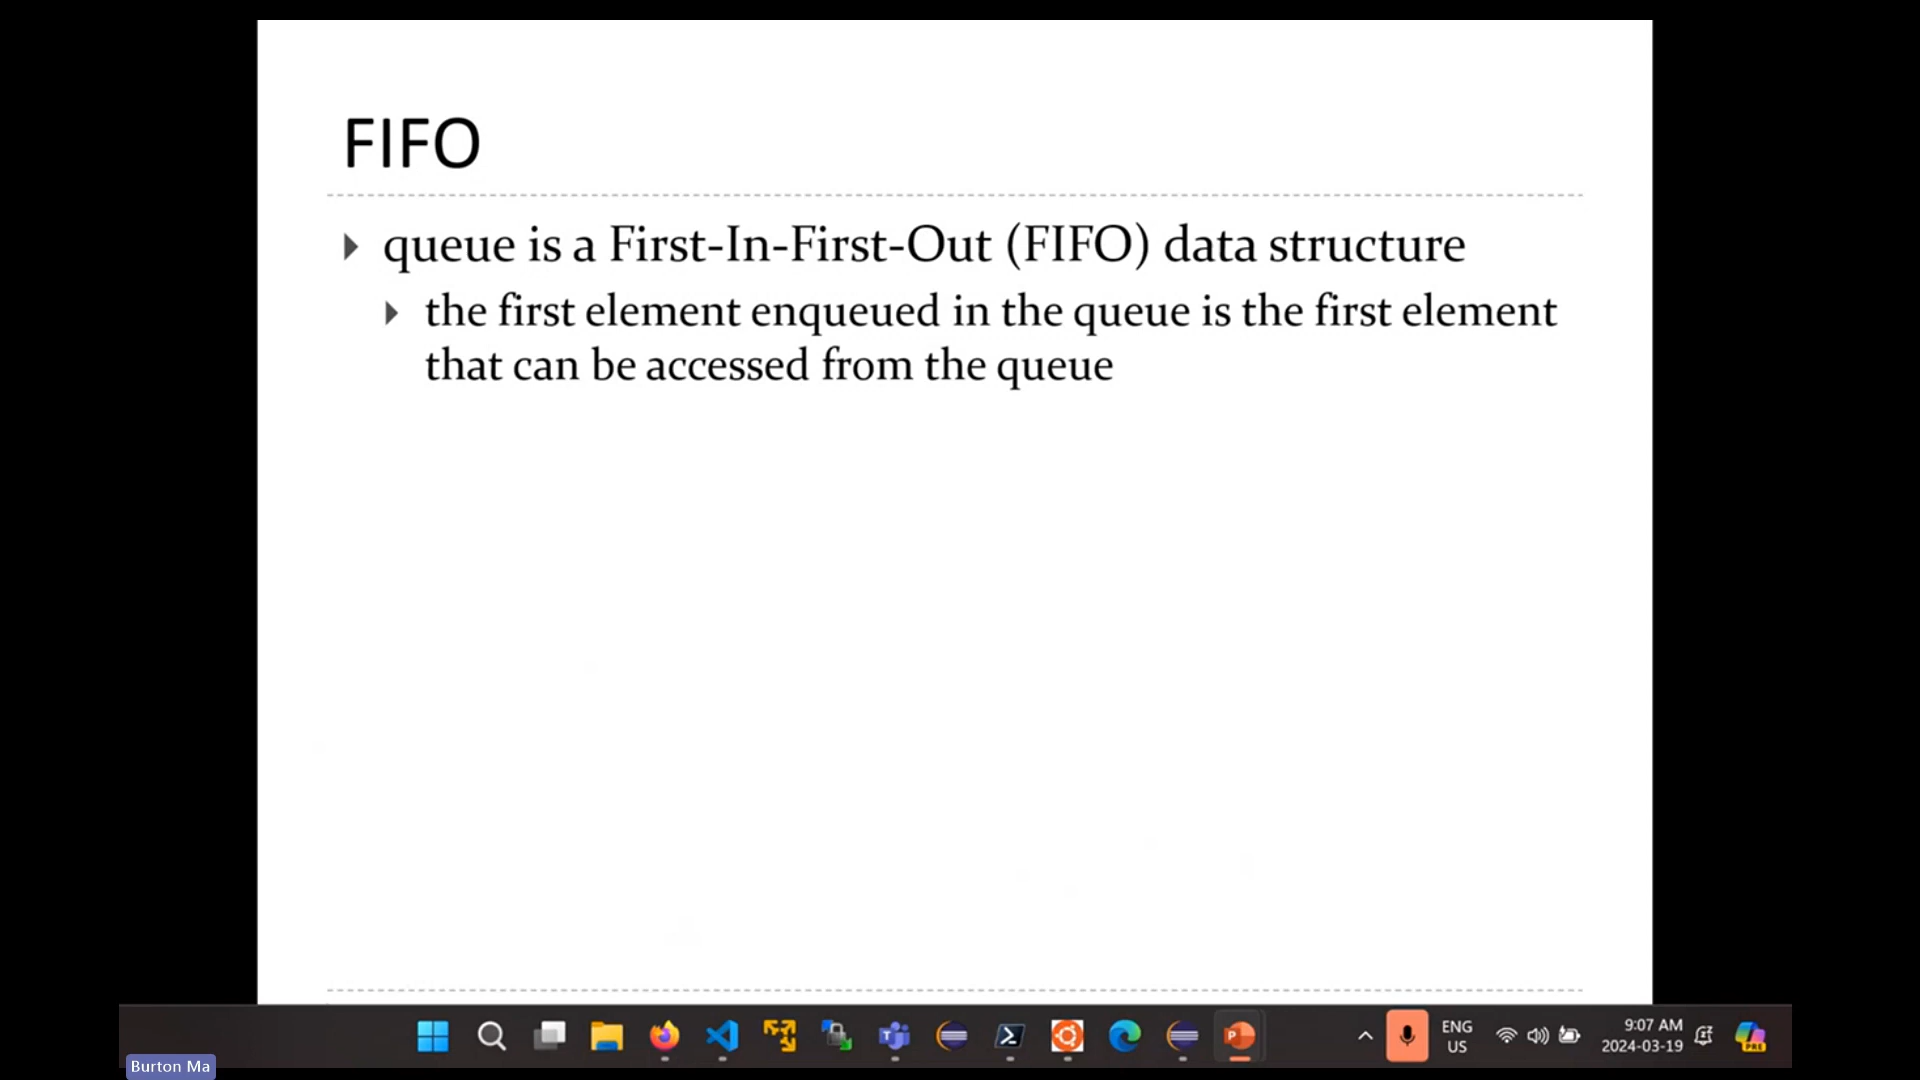 FIFO
queue is a First-In-First-Out (FIFO) data structure
the first element enqueued in the queue is the first element
that can be accessed from the queue
ENG
US
9:07 AM
2024-03-19
PRE
Burton Ma